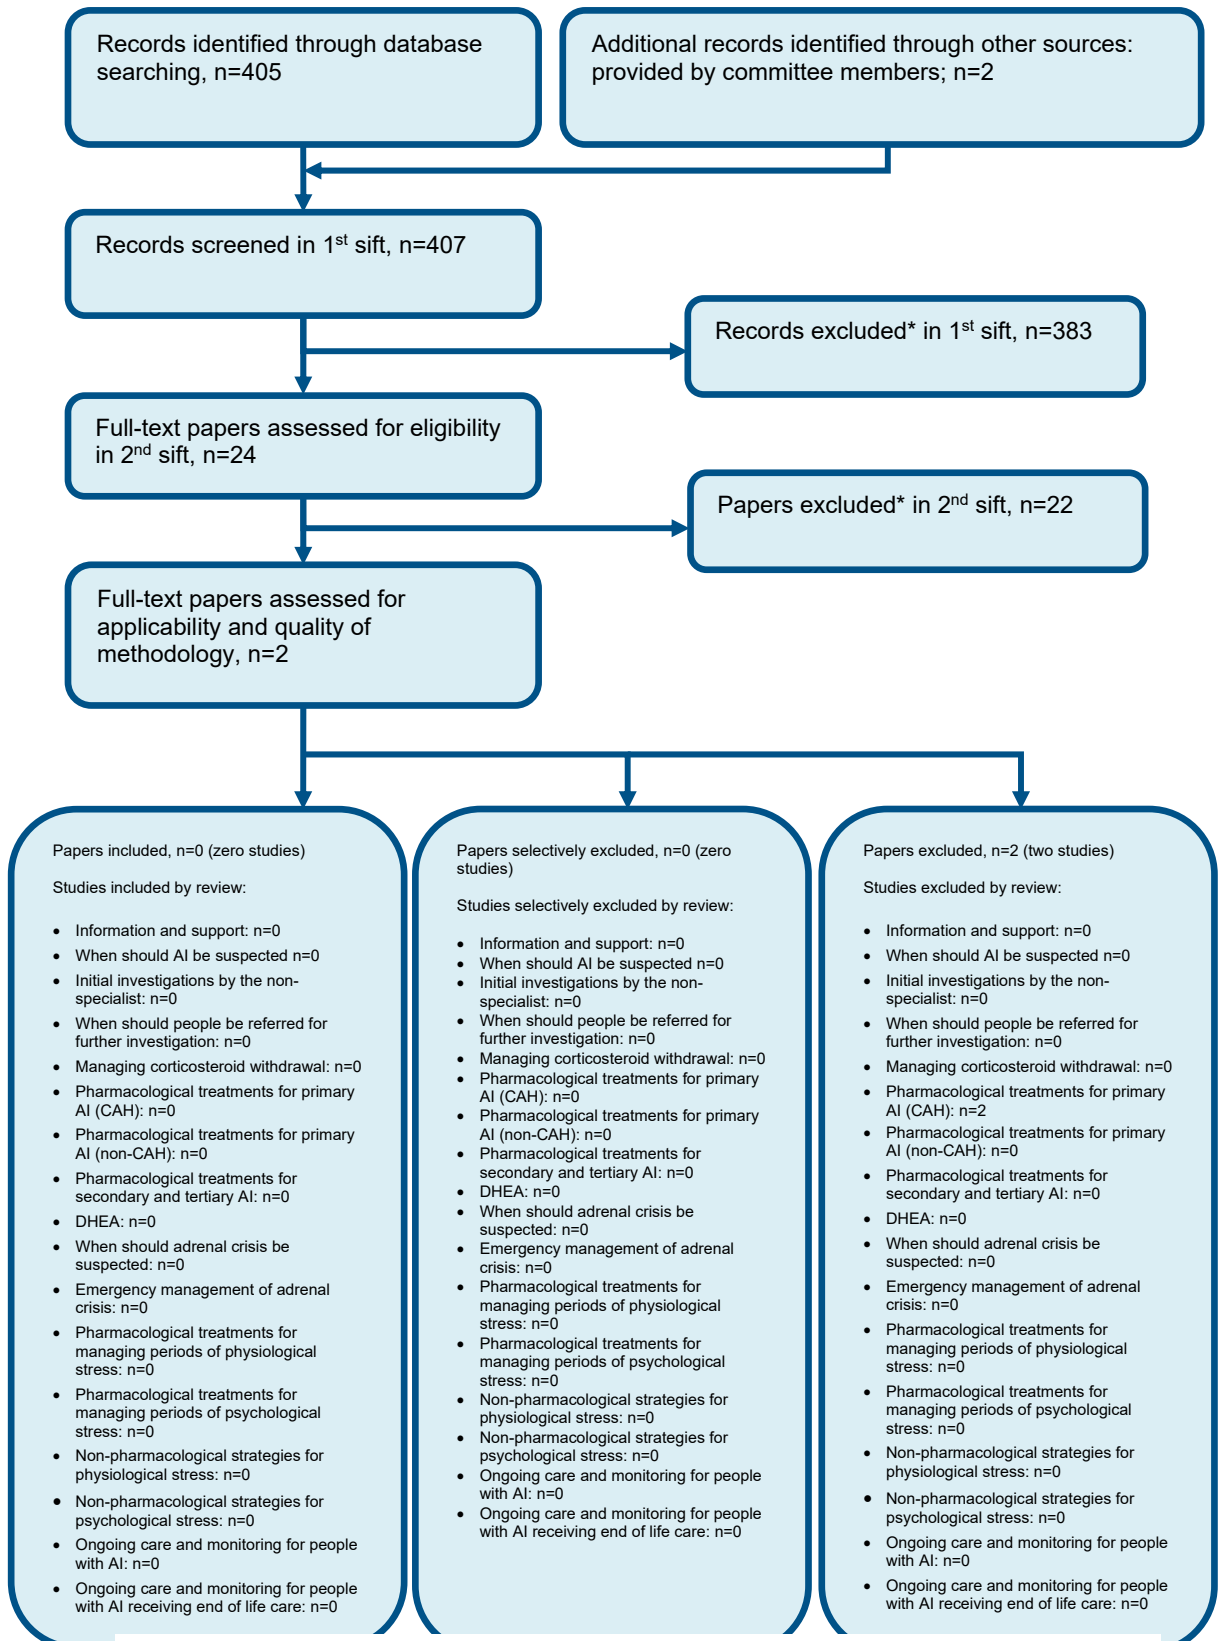 Records identified through database
searching, n=405
Additional records identified through other sources:
provided by committee members; n=2
Records screened in 1st sift, n=407
Records excluded* in 1st sift, n=383
Full-text papers assessed for eligibility
in 2nd sift, n=24
Papers excluded* in 2nd sift, n=22
Full-text papers assessed for
applicability and quality of
methodology, n=2
Papers included, n=0 (zero studies)
Studies included by review:
• Information and support: n=0
• When should AI be suspected n=0
• Initial investigations by the non-
specialist: n=0
• When should people be referred for
further investigation: n=0
• Managing corticosteroid withdrawal: n=0
• Pharmacological treatments for primary
AI (CAH): n=0
• Pharmacological treatments for primary
AI (non-CAH): n=0
• Pharmacological treatments for
secondary and tertiary AI: n=0
• DHEA: n=0
• When should adrenal crisis be
suspected: n=0
• Emergency management of adrenal
crisis: n=0
• Pharmacological treatments for
managing periods of physiological
stress: n=0
• Pharmacological treatments for
managing periods of psychological
stress: n=0
• Non-pharmacological strategies for
physiological stress: n=0
• Non-pharmacological strategies for
psychological stress: n=0
• Ongoing care and monitoring for people
with AI: n=0
• Ongoing care and monitoring for people
with AI receiving end of life care: n=0
Papers selectively excluded, n=0 (zero
studies)
Studies selectively excluded by review:
• Information and support: n=0
• When should AI be suspected n=0
• Initial investigations by the non-
specialist: n=0
• When should people be referred for
further investigation: n=0
• Managing corticosteroid withdrawal: n=0
• Pharmacological treatments for primary
AI (CAH): n=0
• Pharmacological treatments for primary
AI (non-CAH): n=0
• Pharmacological treatments for
secondary and tertiary AI: n=0
• DHEA: n=0
• When should adrenal crisis be
suspected: n=0
• Emergency management of adrenal
crisis: n=0
• Pharmacological treatments for
managing periods of physiological
stress: n=0
• Pharmacological treatments for
managing periods of psychological
stress: n=0
• Non-pharmacological strategies for
physiological stress: n=0
• Non-pharmacological strategies for
psychological stress: n=0
• Ongoing care and monitoring for people
with AI: n=0
• Ongoing care and monitoring for people
with AI receiving end of life care: n=0
Papers excluded, n=2 (two studies)
Studies excluded by review:
• Information and support: n=0
• When should AI be suspected n=0
• Initial investigations by the non-
specialist: n=0
• When should people be referred for
further investigation: n=0
• Managing corticosteroid withdrawal: n=0
• Pharmacological treatments for primary
AI (CAH): n=2
• Pharmacological treatments for primary
AI (non-CAH): n=0
• Pharmacological treatments for
secondary and tertiary AI: n=0
• DHEA: n=0
• When should adrenal crisis be
suspected: n=0
• Emergency management of adrenal
crisis: n=0
• Pharmacological treatments for
managing periods of physiological
stress: n=0
• Pharmacological treatments for
managing periods of psychological
stress: n=0
• Non-pharmacological strategies for
physiological stress: n=0
• Non-pharmacological strategies for
psychological stress: n=0
• Ongoing care and monitoring for people
with AI: n=0
• Ongoing care and monitoring for people
with AI receiving end of life care: n=0